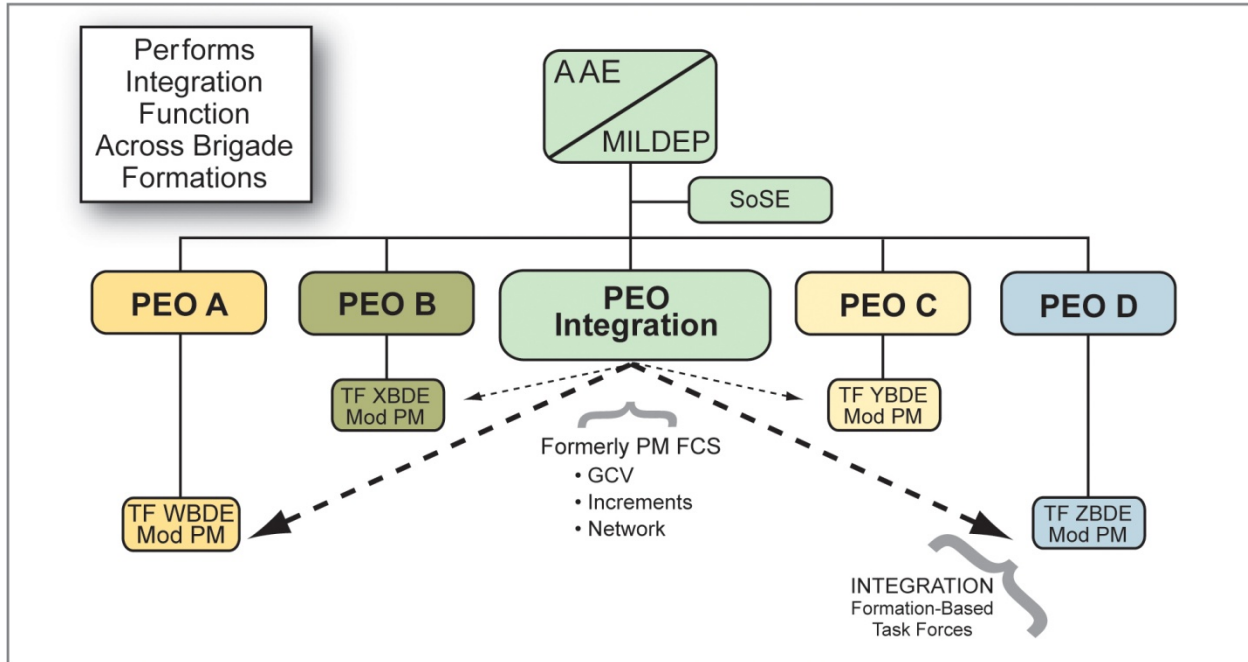 Performs
Integration
Function
Across Brigade
Formations
AAE
MILDEP
SoSE
PEO A
PEO B
PEO
Integration
PEO C
PEO D
TF XBDE
Mod PM
TF YBDE
Mod PM
Formerly PM FCS
• GCV
• Increments
• Network
TF WBDE
Mod PM
TF ZBDE
Mod PM
INTEGRATION
Formation-Based
Task Forces